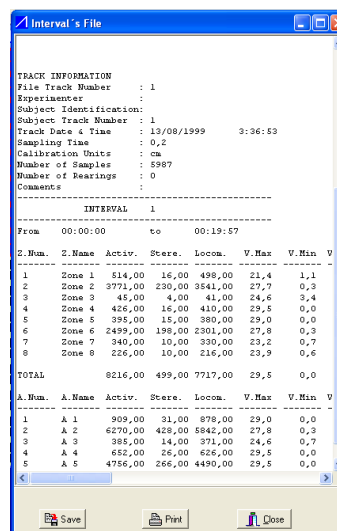 Interval´s File
TRACK INFORMATION
File Track Number : 1
Experimenter :
Subject Identification:
Subject Track Number : 1
Track Date & Time : 13/08/1999 3:36:53
Sampling Time : 0,2
Calibration Units : cm
Number of Samples : 5987
Number of Rearings : 0
Comments :
INTERVAL 1
From 00:00:00 to 00:19:57
Z.Num. Z.Name Activ. Stere. Locom. V.Max V.Min V
1 Zone 1 514,00 16,00 498,00 21,4 1,1
2 Zone 2 3771,00 230,00 3541,00 27,7 0,3
3 Zone 3 45,00 4,00 41,00 24,6 3,4
4 Zone 4 426,00 16,00 410,00 29,5 0,0
5 Zone 5 395,00 15,00 380,00 29,0 0,0
6 Zone 6 2499,00 198,00 2301,00 27,8 0,3
7 Zone 7 340,00 10,00 330,00 23,2 0,7
8 Zone 8 226,00 10,00 216,00 23,9 0,6
TOTAL 8216,00 499,00 7717,00 29,5 0,0
A.Num. A.Name Activ. Stere. Locom. V.Max V.Min V
1 A 1 909,00 31,00 878,00 29,0 0,0
2 A 2 6270,00 428,00 5842,00 27,8 0,3
3 A 3 385,00 14,00 371,00 24,6 0,7
4 A 4 652,00 26,00 626,00 29,5 0,0
5 A 5 4756,00 266,00 4490,00 29,5 0,0
Save Print Close